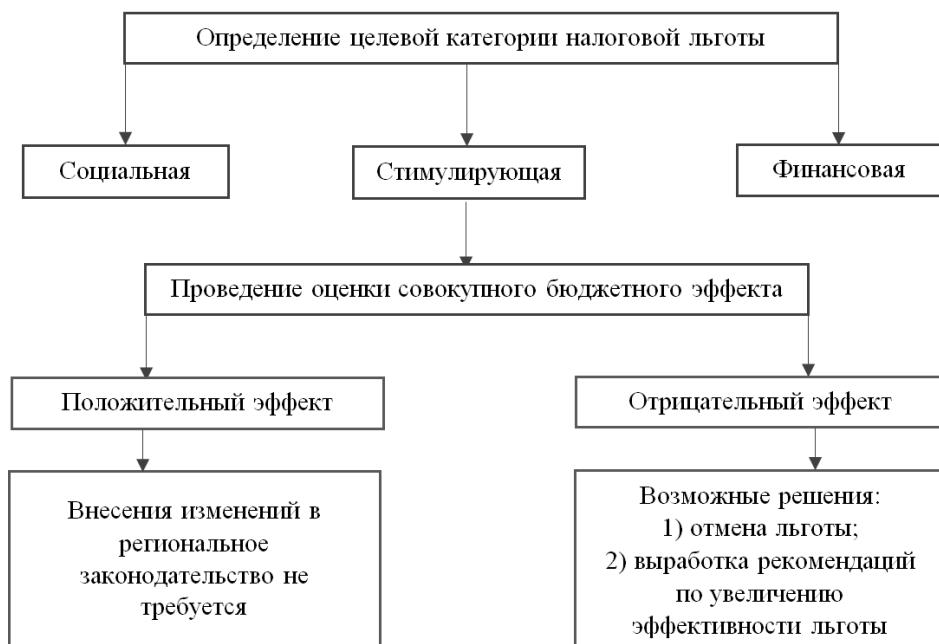 Определение целевой категории налоговой льготы
Социальная
Стимулирующая
Финансовая
Проведение оценки совокупного бюджетного эффекта
Положительный эффект
Отрицательный эффект
Внесения изменений в
региональное
законодательство не
требуется
Возможные решения:
1) отмена льготы;
2) выработка рекомендаций
по увеличению
эффективности льготы